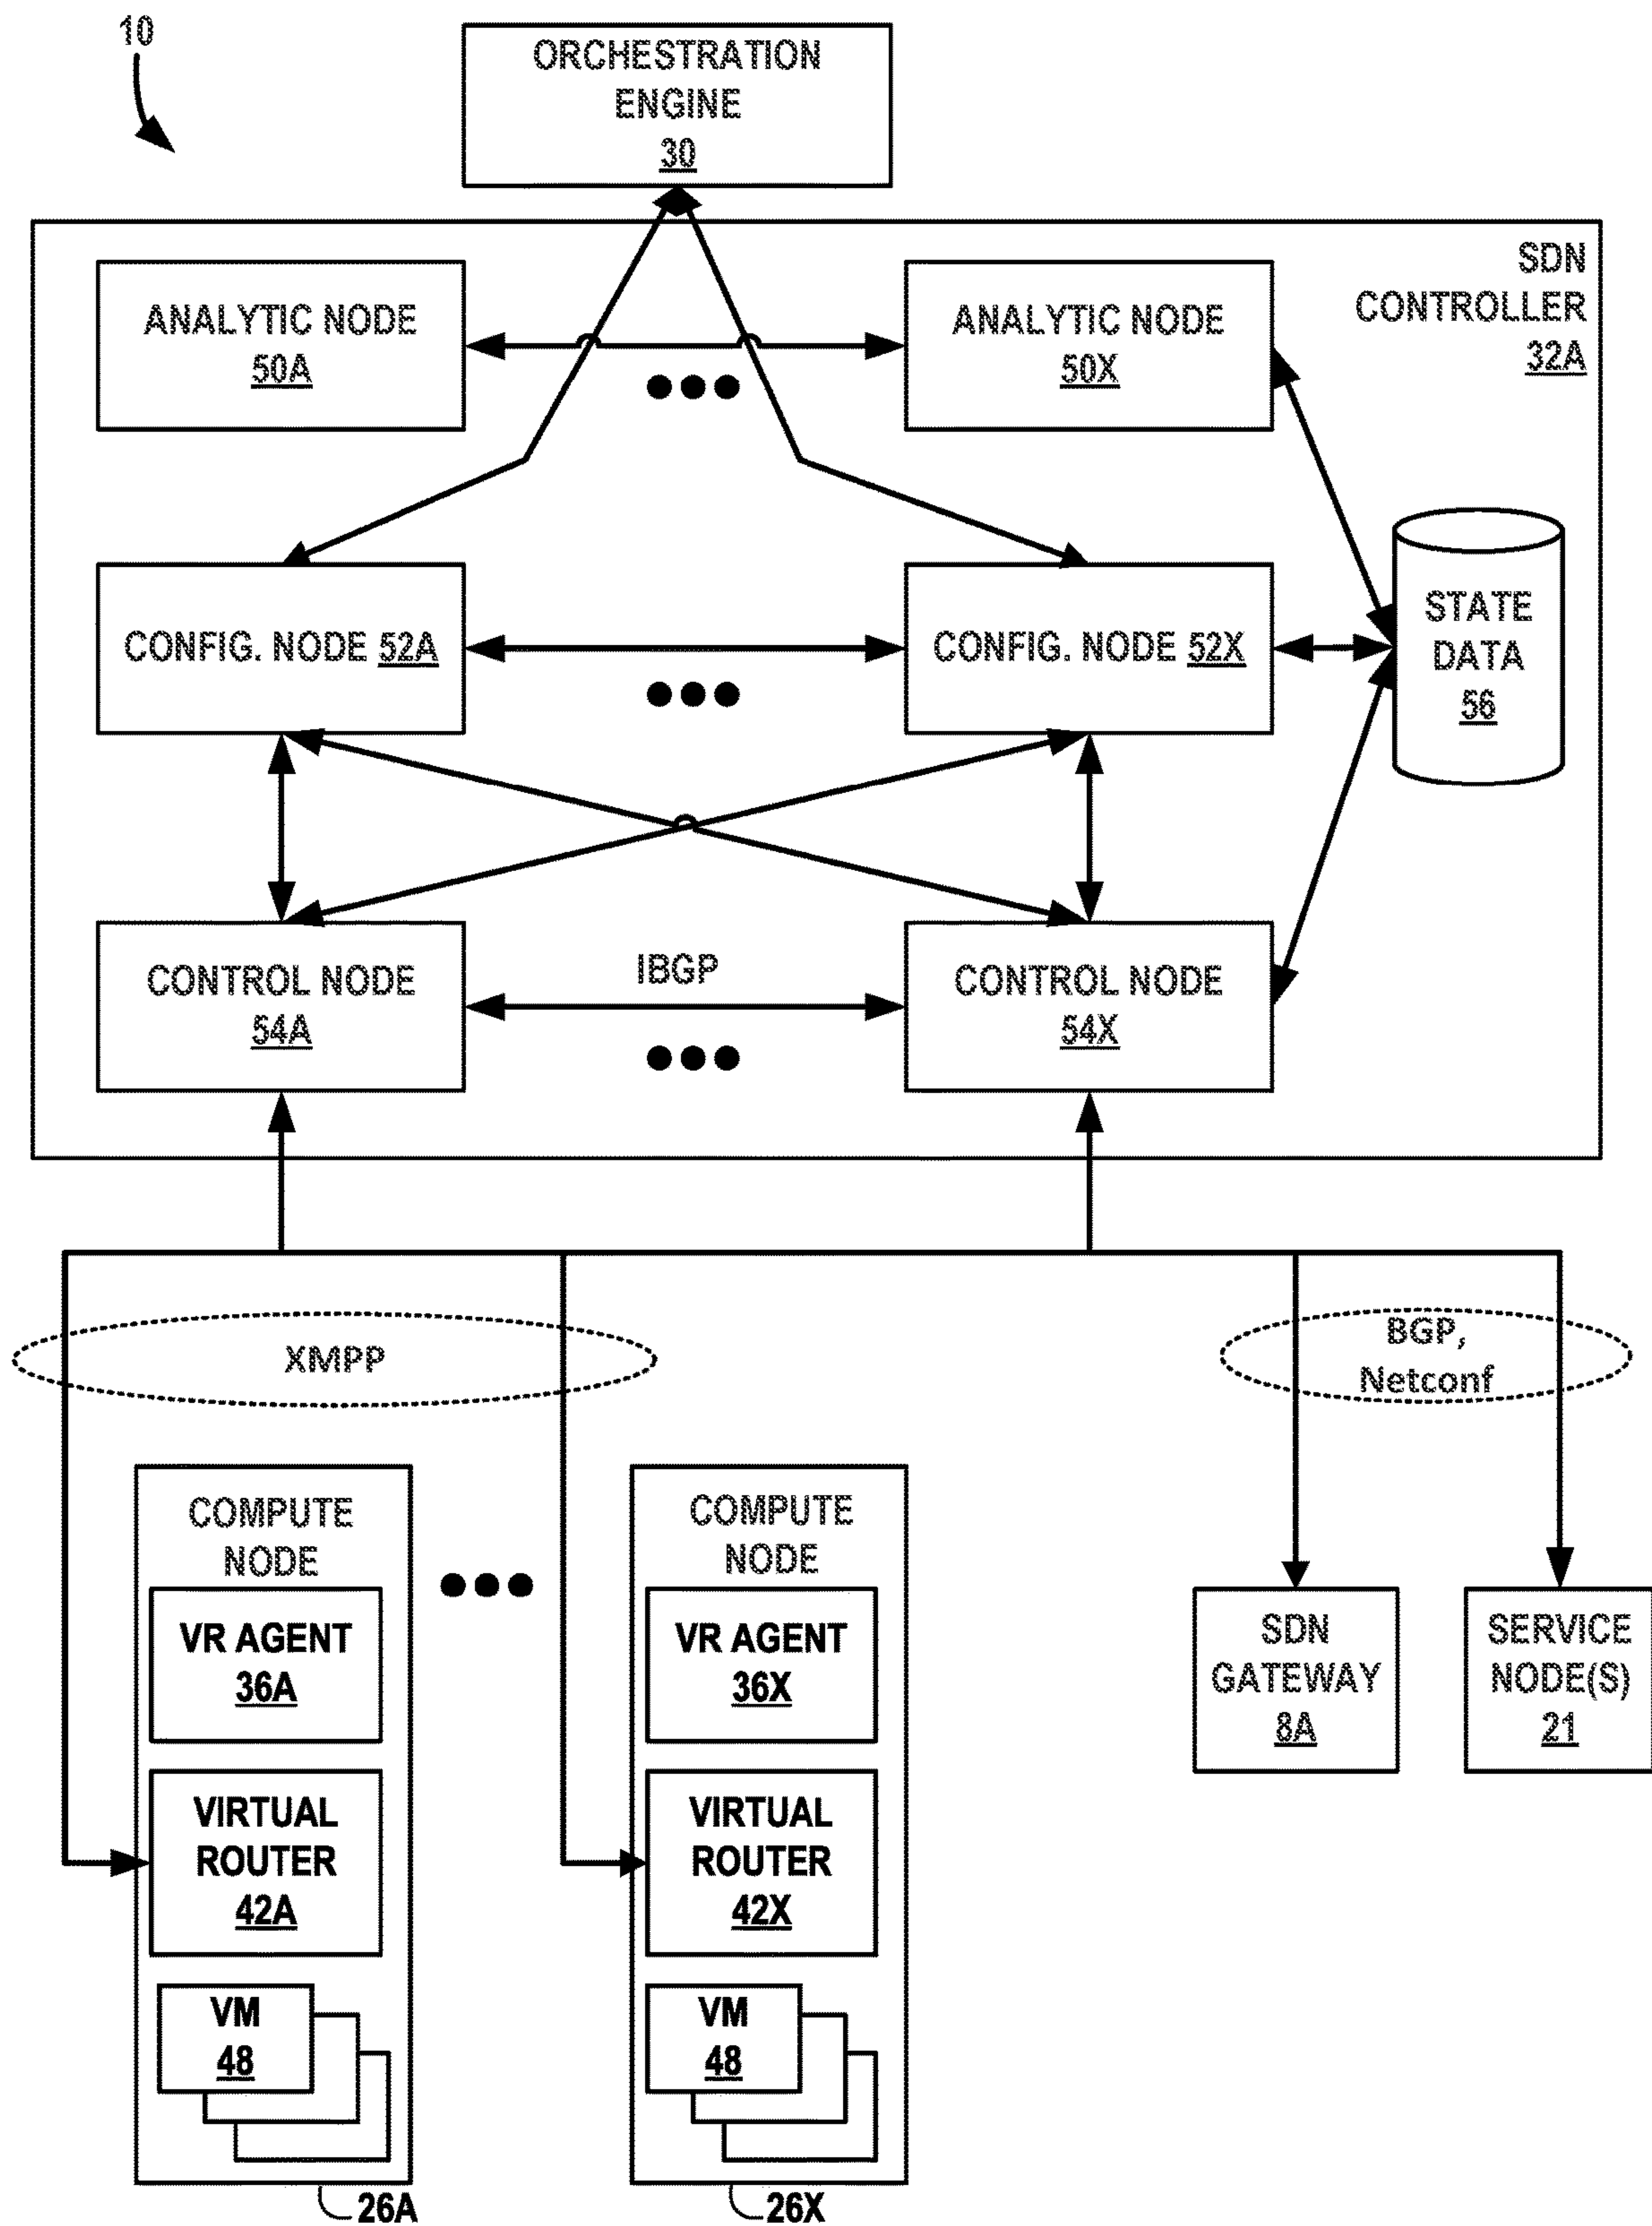 10
ORCHESTRATION
ENGINE
30
SDN
CONTROLLER
32A
ANALYTIC NODE
50A
ANALYTIC NODE
50X
CONFIG. NODE 52A
CONFIG. NODE 52X
STATE
DATA
56
CONTROL NODE
54A
IBGP
CONTROL NODE
54X
XMPP
BGP,
Netconf
COMPUTE
NODE
VR AGENT
36A
VIRTUAL
ROUTER
42A
VM
48
26A
COMPUTE
NODE
VR AGENT
36X
VIRTUAL
ROUTER
42X
VM
48
26X
SDN
GATEWAY
8A
SERVICE
NODE(S)
21